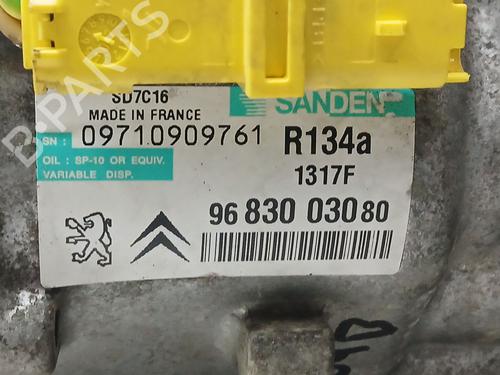 B-PARTS
SD7C16
MADE IN FRANCE
SANDEN
SN : 09710909761
R134a
OIL : SP-10 OR EQUIV.
VARIABLE DISP.
1317F
96 830 030 80